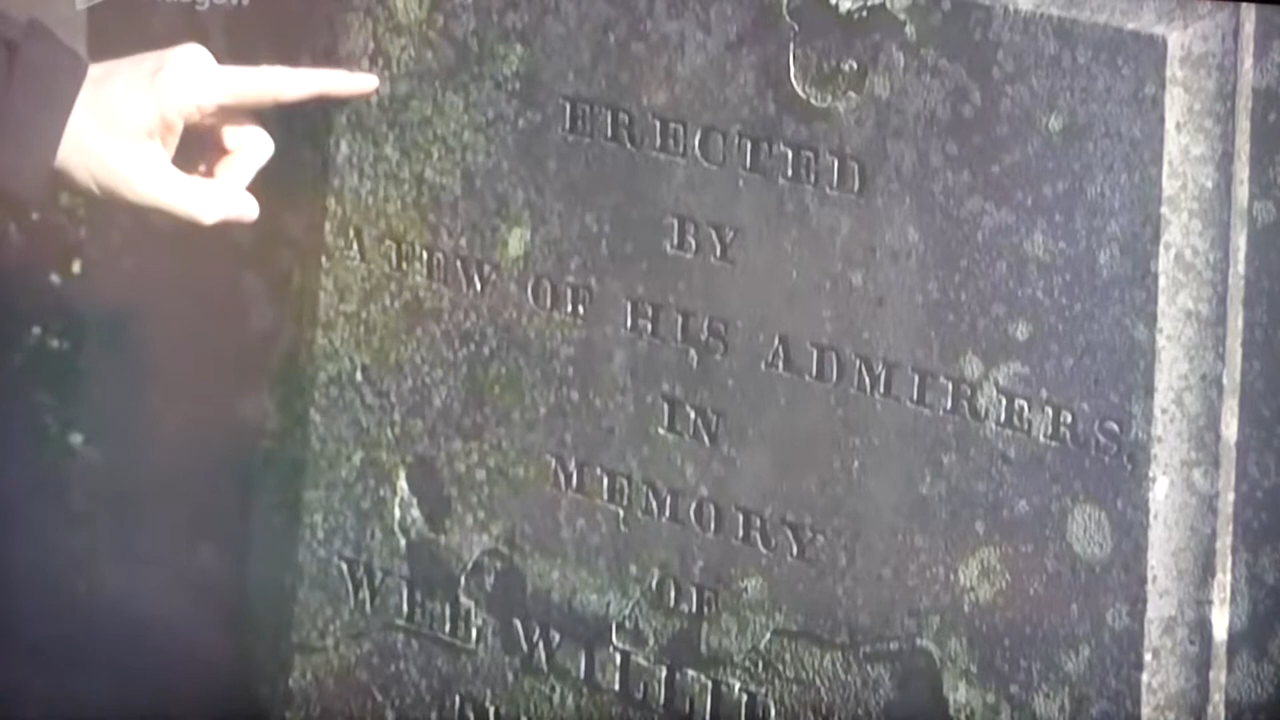 ERECTED
BY
A FEW OF HIS ADMIRERS.
IN
MEMORY
OF
WEE WILLIE